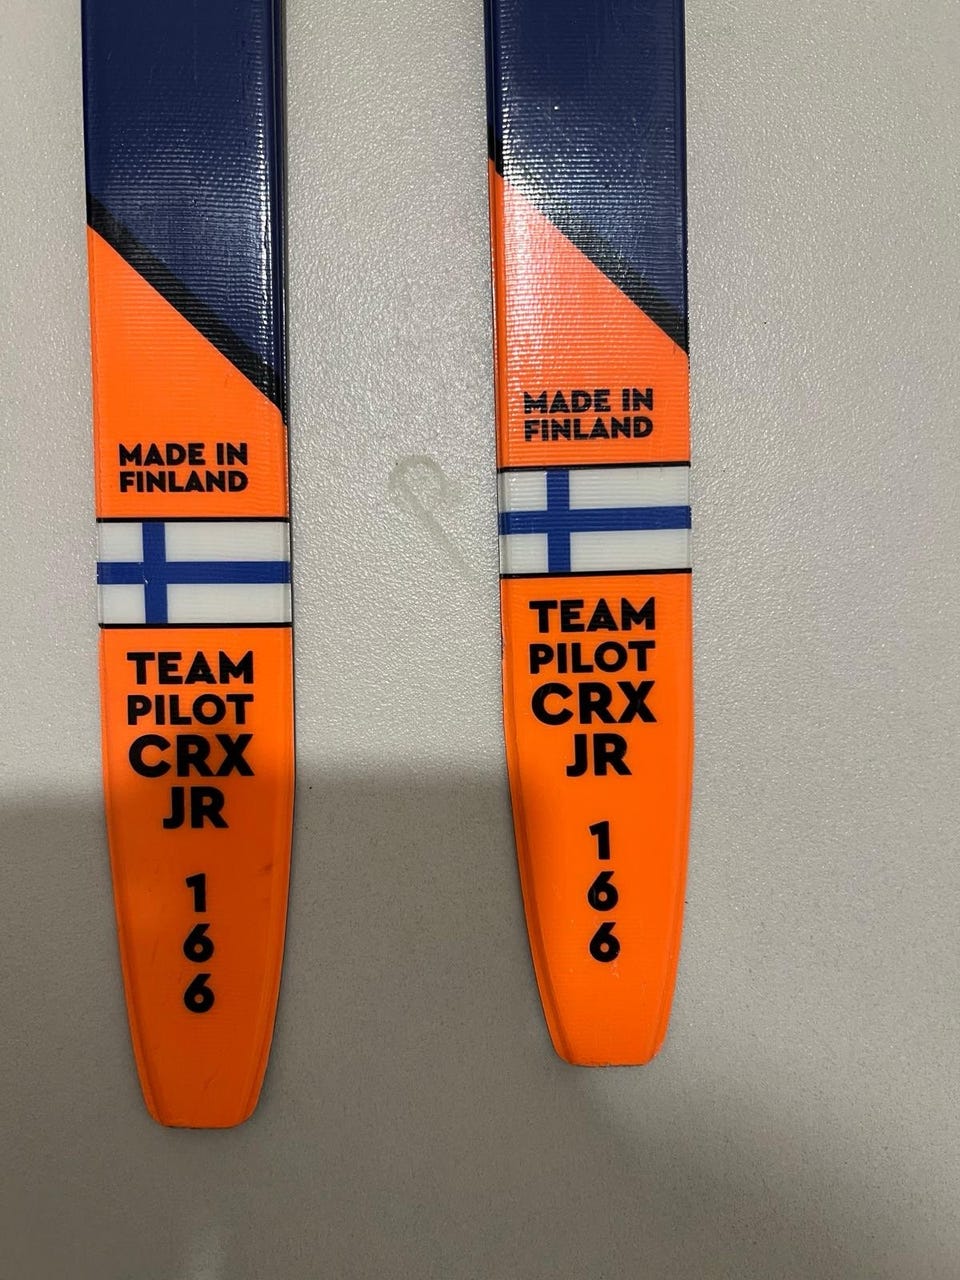 MADE IN
FINLAND
TEAM
PILOT
CRX
JR
1
6
6
MADE IN
FINLAND
TEAM
PILOT
CRX
JR
1
6
6